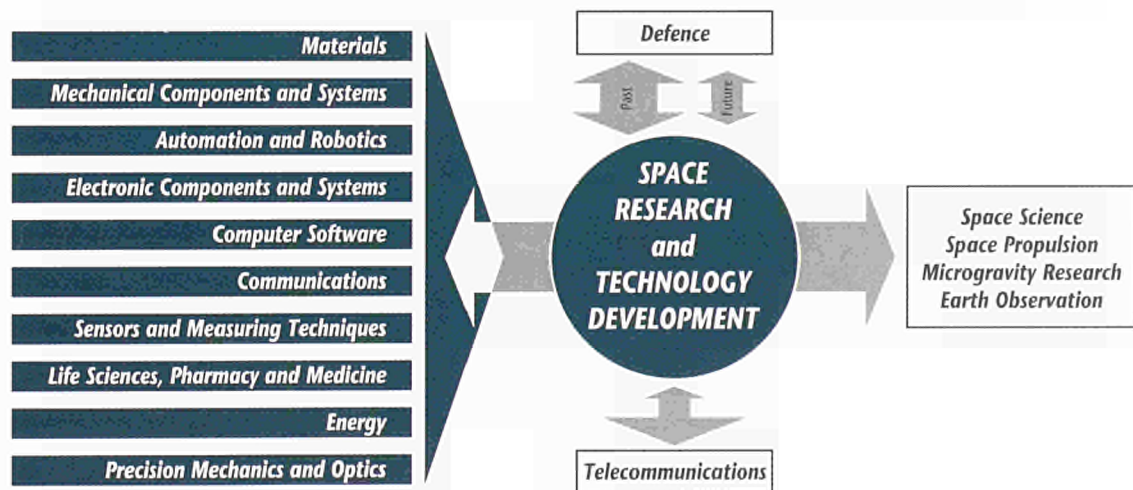 Materials
Mechanical Components and Systems
Automation and Robotics
Electronic Components and Systems
Computer Software
Communications
Sensors and Measuring Techniques
Life Sciences, Pharmacy and Medicine
Energy
Precision Mechanics and Optics
Defence
Past
Future
SPACE
RESEARCH
and
TECHNOLOGY
DEVELOPMENT
Telecommunications
Space Science
Space Propulsion
Microgravity Research
Earth Observation